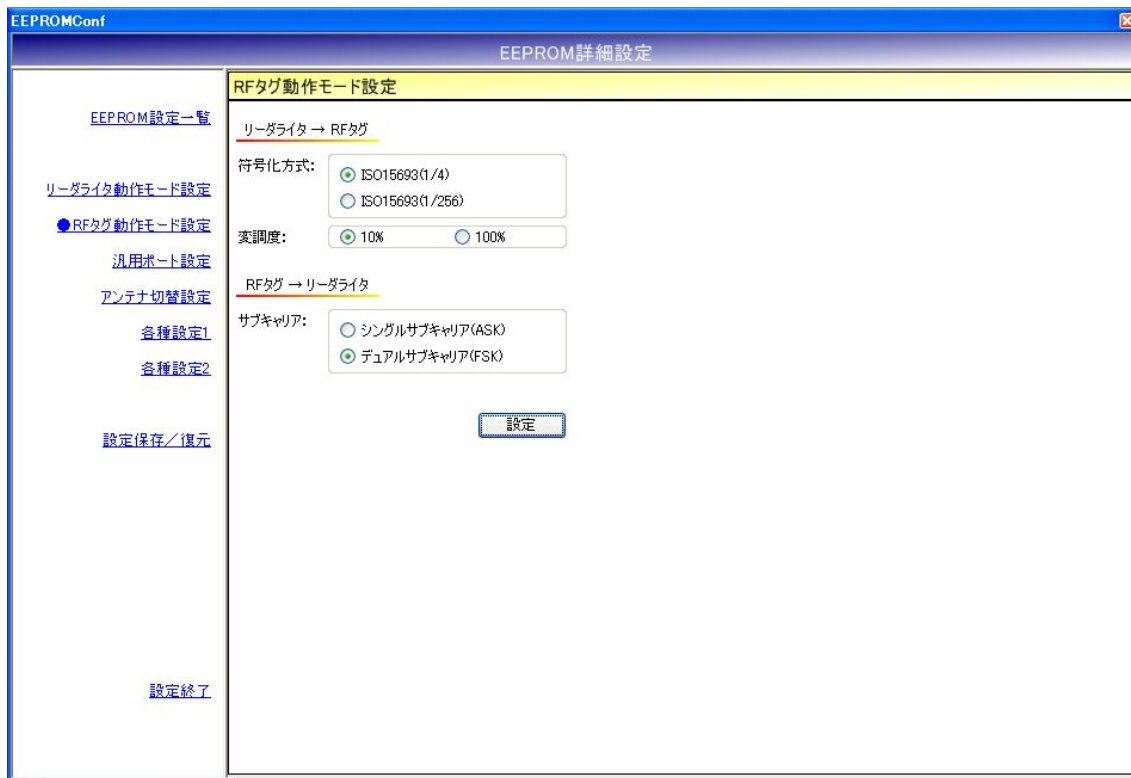 EEPROMConf
EEPROM詳細設定
EEPROM設定一覧
リーダライタ動作モード設定
●RFタグ動作モード設定
汎用ポート設定
アンテナ切替設定
各種設定1
各種設定2
設定保存／復元
設定終了
RFタグ動作モード設定
リーダライタ → RFタグ
符号化方式:
ISO15693(1/4)
ISO15693(1/256)
変調度:
10% 100%
RFタグ → リーダライタ
サブキャリア:
シングルサブキャリア(ASK)
デュアルサブキャリア(FSK)
設定